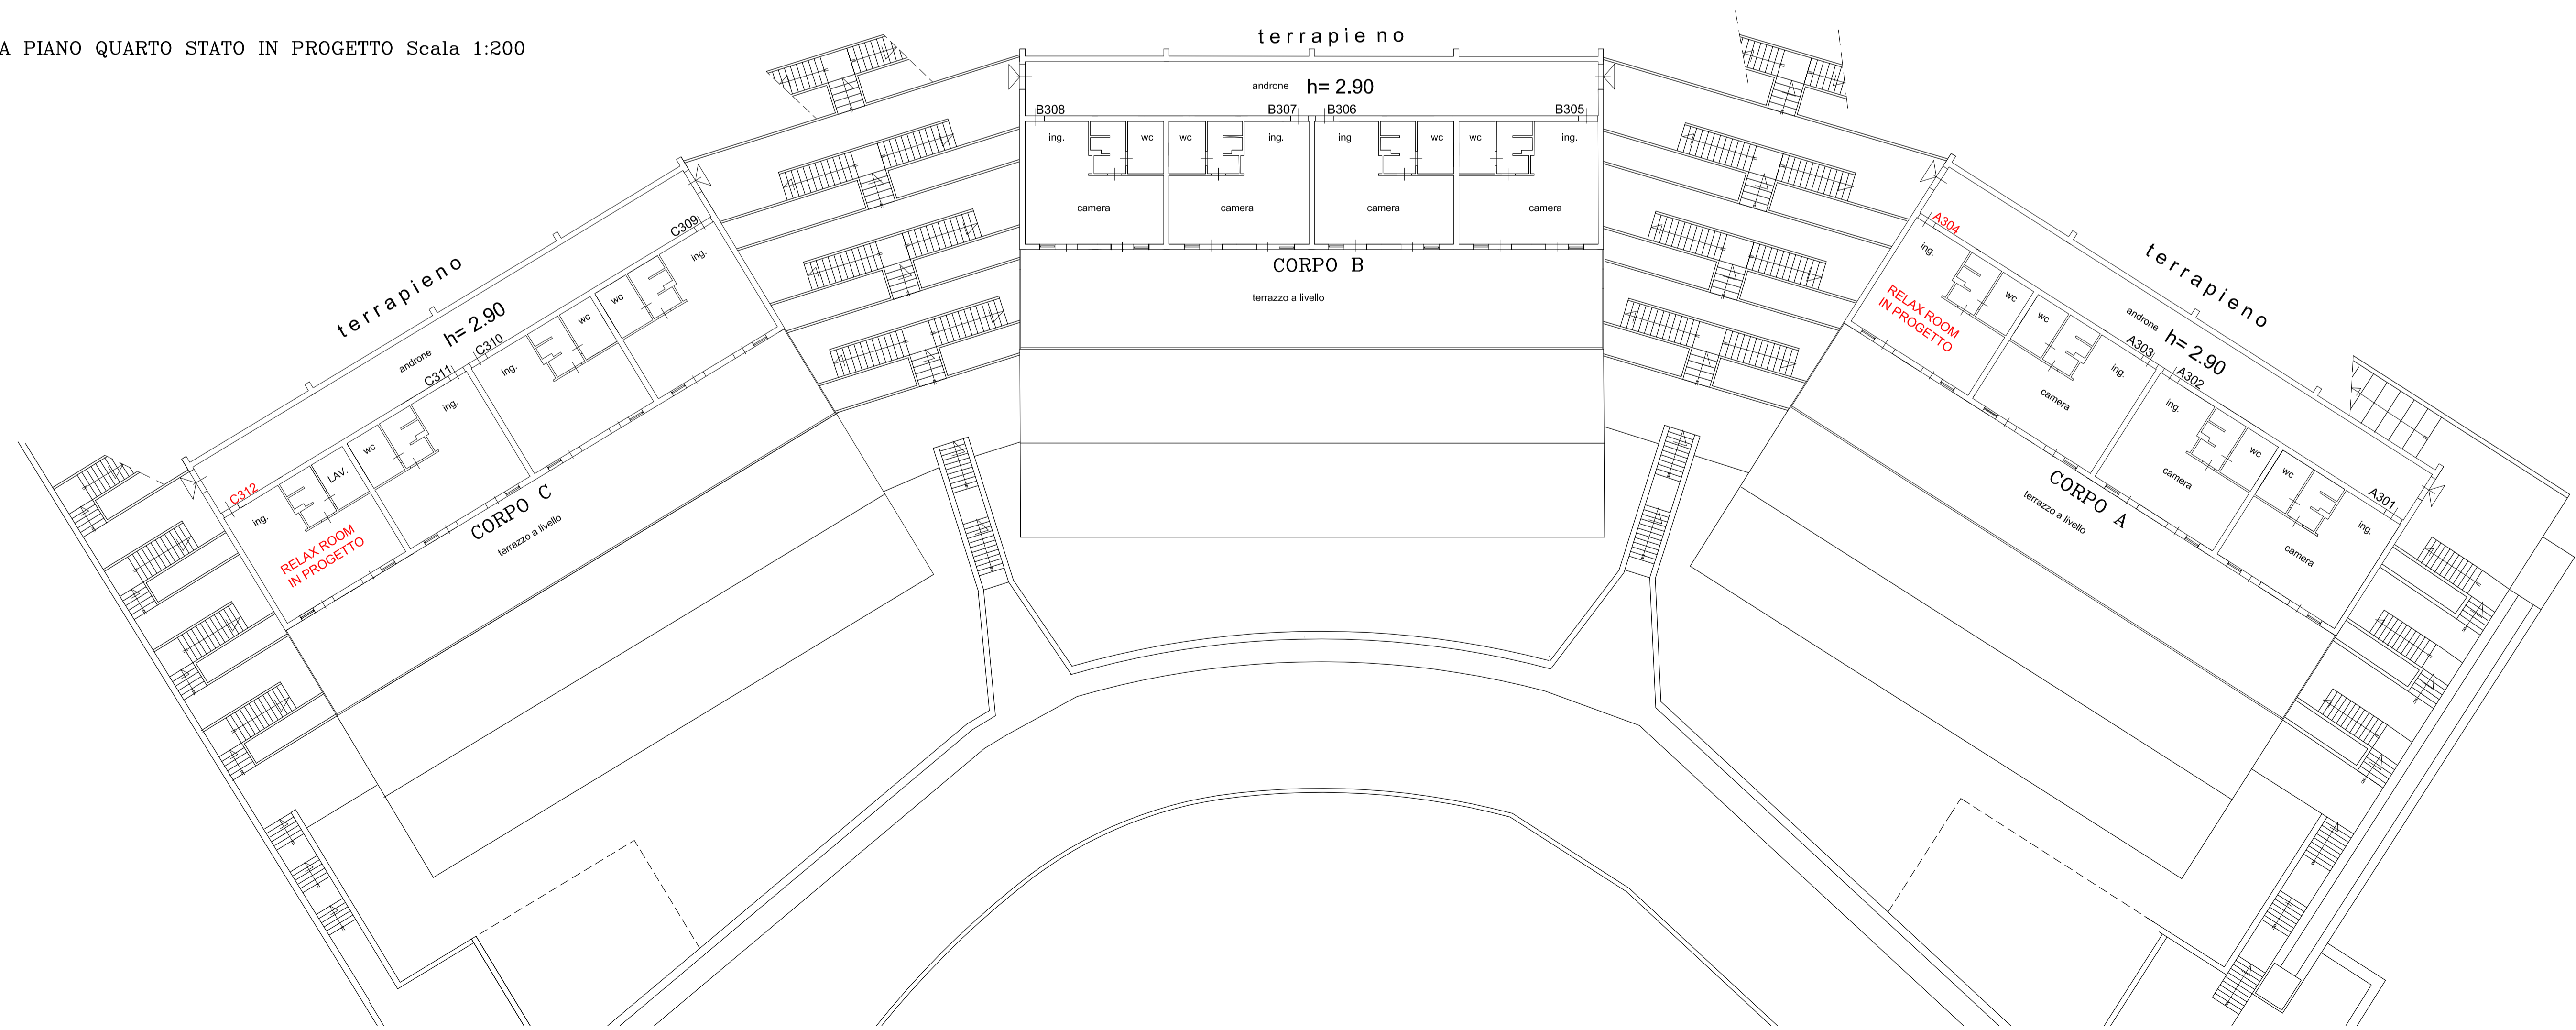 A PIANO QUARTO STATO IN PROGETTO Scala 1:200
terrapieno
androne h= 2.90
B308
B307
B306
B305
ing.
wc
wc
ing.
ing.
wc
wc
ing.
camera
camera
camera
camera
CORPO B
terrazzo a livello
terrapieno
androne h= 2.90
C309
C310
C311
C312
ing.
wc
wc
ing.
ing.
wc
LAV.
ing.
RELAX ROOM
IN PROGETTO
CORPO C
terrazzo a livello
terrapieno
androne h= 2.90
A304
A303
A302
A301
ing.
wc
wc
ing.
ing.
wc
wc
ing.
RELAX ROOM
IN PROGETTO
camera
camera
camera
CORPO A
terrazzo a livello